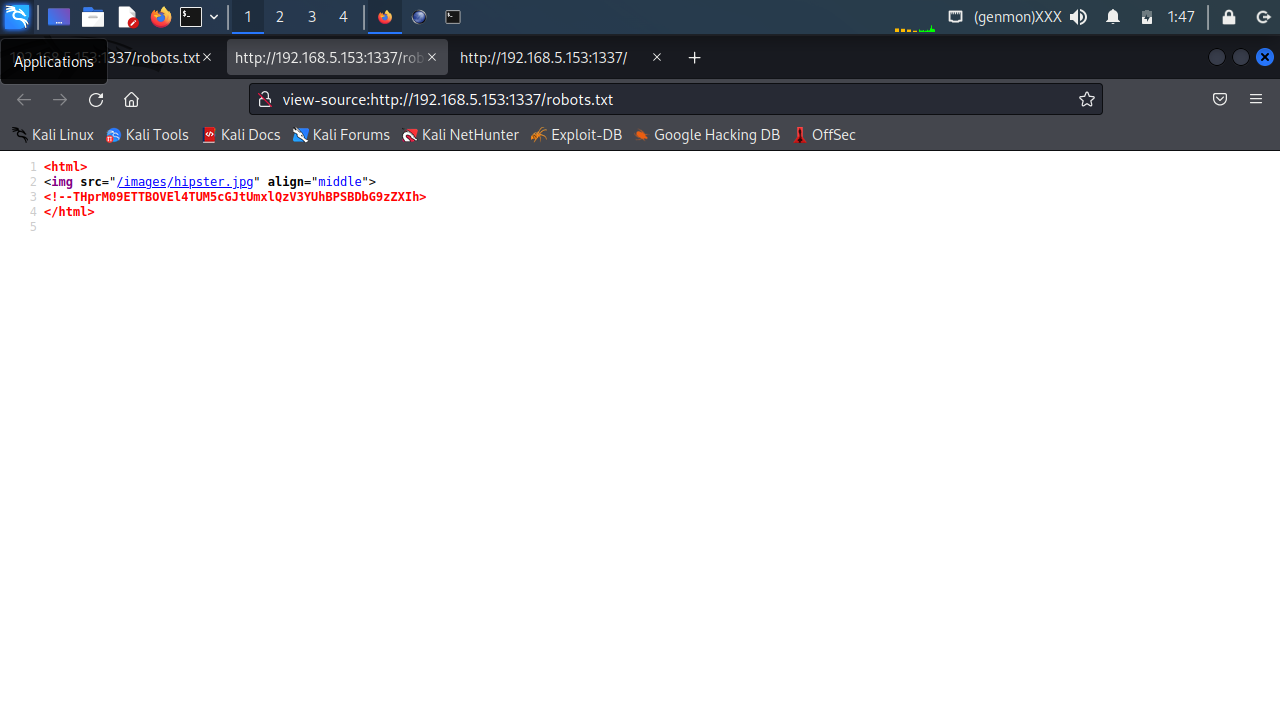 1 2 3 4 (genmon)XXX 1:47
Applications
1337/robots.txt http://192.168.5.153:1337/rob http://192.168.5.153:1337/
view-source:http://192.168.5.153:1337/robots.txt
Kali Linux Kali Tools Kali Docs Kali Forums Kali NetHunter Exploit-DB Google Hacking DB OffSec
1 <html>
2 <img src="/images/hipster.jpg" align="middle">
3 <!--THprM09ETTBOVEl4TUM5cGJtUmxlQzV3YUhBPSBDbG9zZXIh>
4 </html>
5